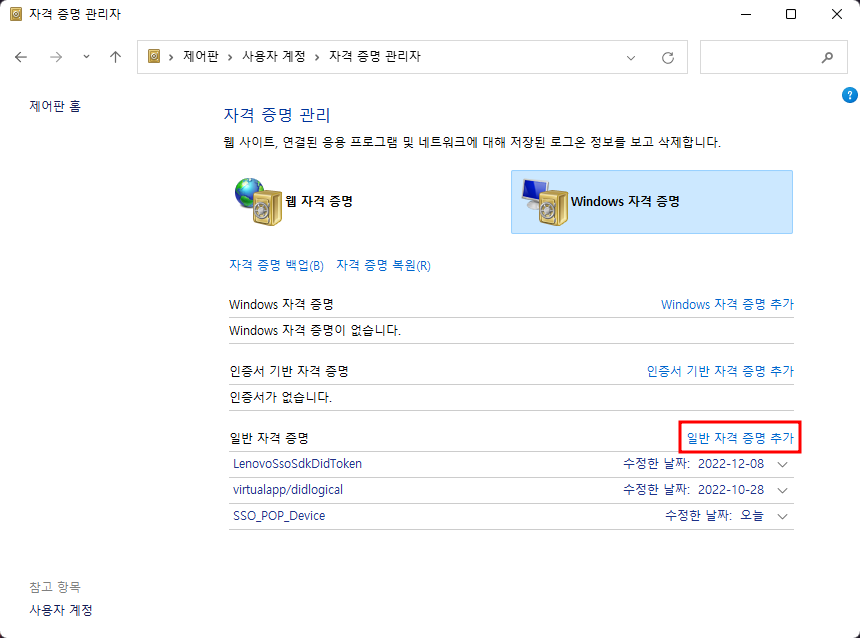 자격 증명 관리자
제어판 › 사용자 계정 › 자격 증명 관리자
제어판 홈
?
자격 증명 관리
웹 사이트, 연결된 응용 프로그램 및 네트워크에 대해 저장된 로그온 정보를 보고 삭제합니다.
웹 자격 증명
Windows 자격 증명
자격 증명 백업(B) 자격 증명 복원(R)
Windows 자격 증명 Windows 자격 증명 추가
Windows 자격 증명이 없습니다.
인증서 기반 자격 증명 인증서 기반 자격 증명 추가
인증서가 없습니다.
일반 자격 증명 일반 자격 증명 추가
LenovoSsoSdkDidToken 수정한 날짜: 2022-12-08
virtualapp/didlogical 수정한 날짜: 2022-10-28
SSO_POP_Device 수정한 날짜: 오늘
참고 항목
사용자 계정